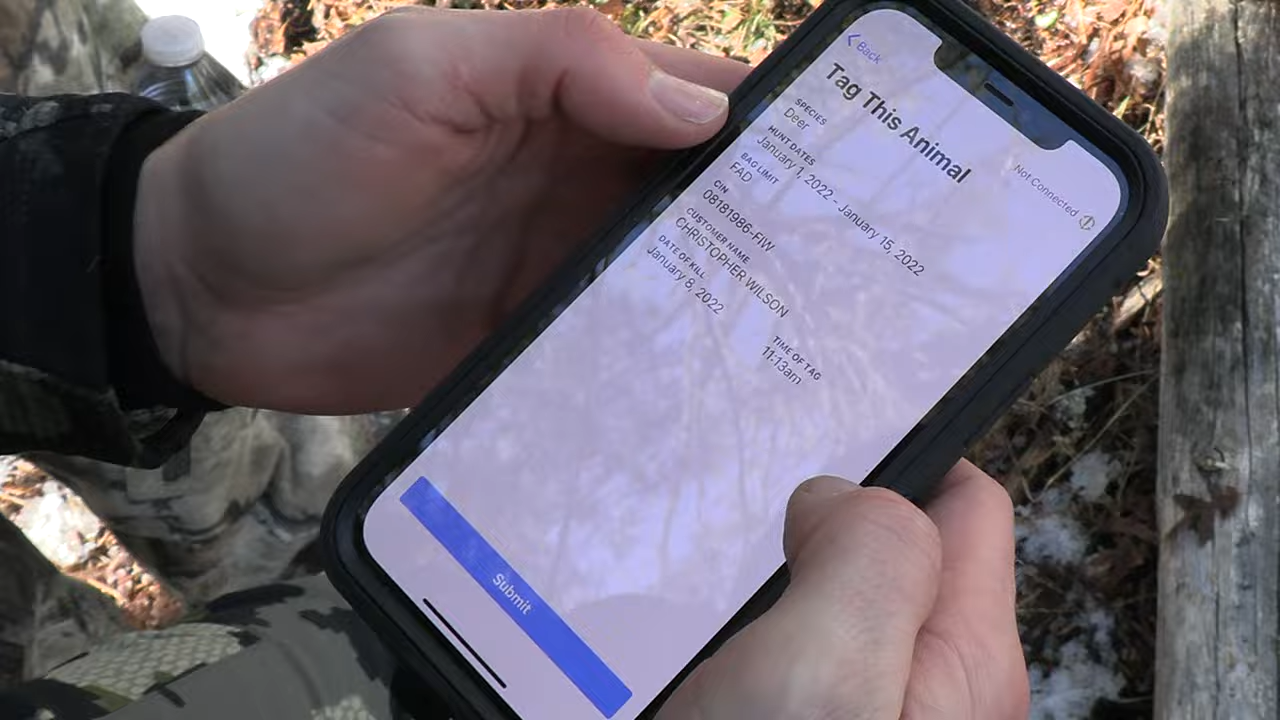 Back
Tag This Animal
Not Connected
SPECIES
Deer
HUNT DATES
January 1, 2022 - January 15, 2022
BAG LIMIT
FAD
CIN
08181986-FIW
CUSTOMER NAME
CHRISTOPHER WILSON
DATE OF KILL
January 8, 2022
TIME OF TAG
11:13am
Submit